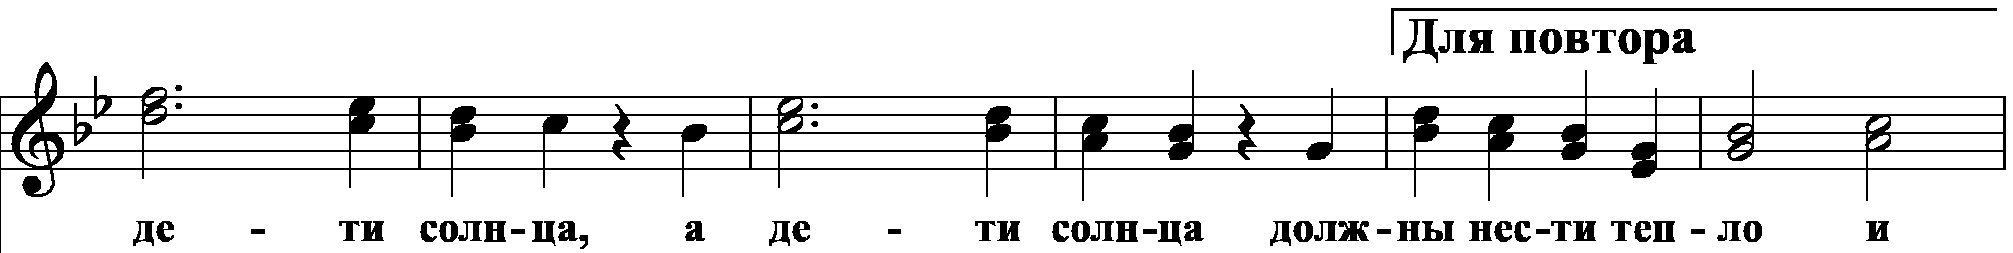 Для повтора
де - ти солн-ца, а де - ти солн-ца долж-ны нес-ти теп-ло и